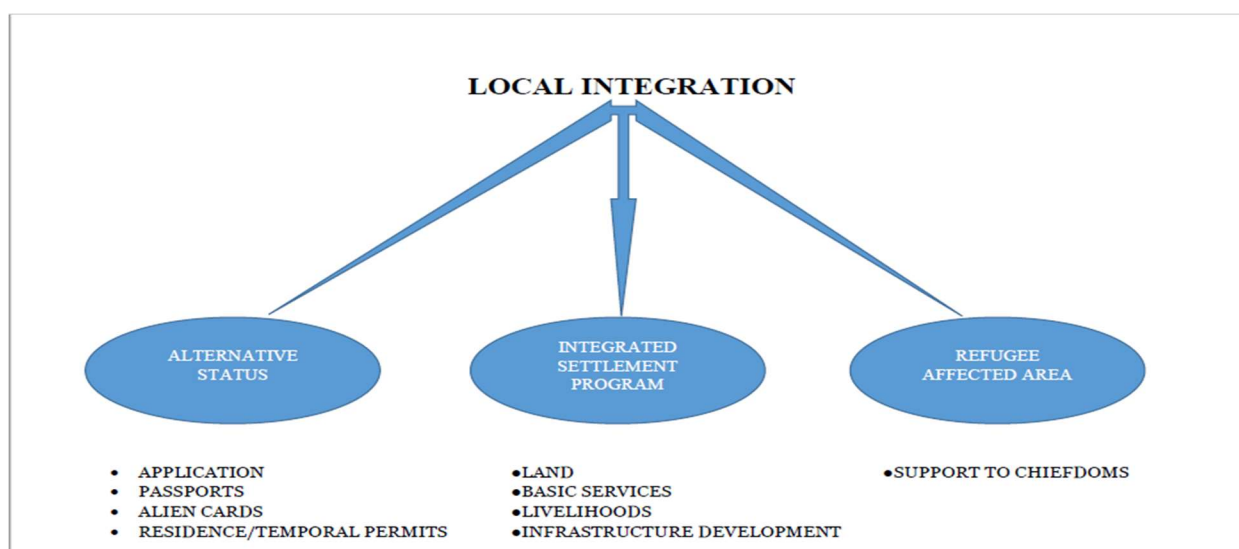 LOCAL INTEGRATION
ALTERNATIVE
STATUS
INTEGRATED
SETTLEMENT
PROGRAM
REFUGEE
AFFECTED AREA
• APPLICATION
• PASSPORTS
• ALIEN CARDS
• RESIDENCE/TEMPORAL PERMITS
●LAND
●BASIC SERVICES
●LIVELIHOODS
●INFRASTRUCTURE DEVELOPMENT
●SUPPORT TO CHIEFDOMS